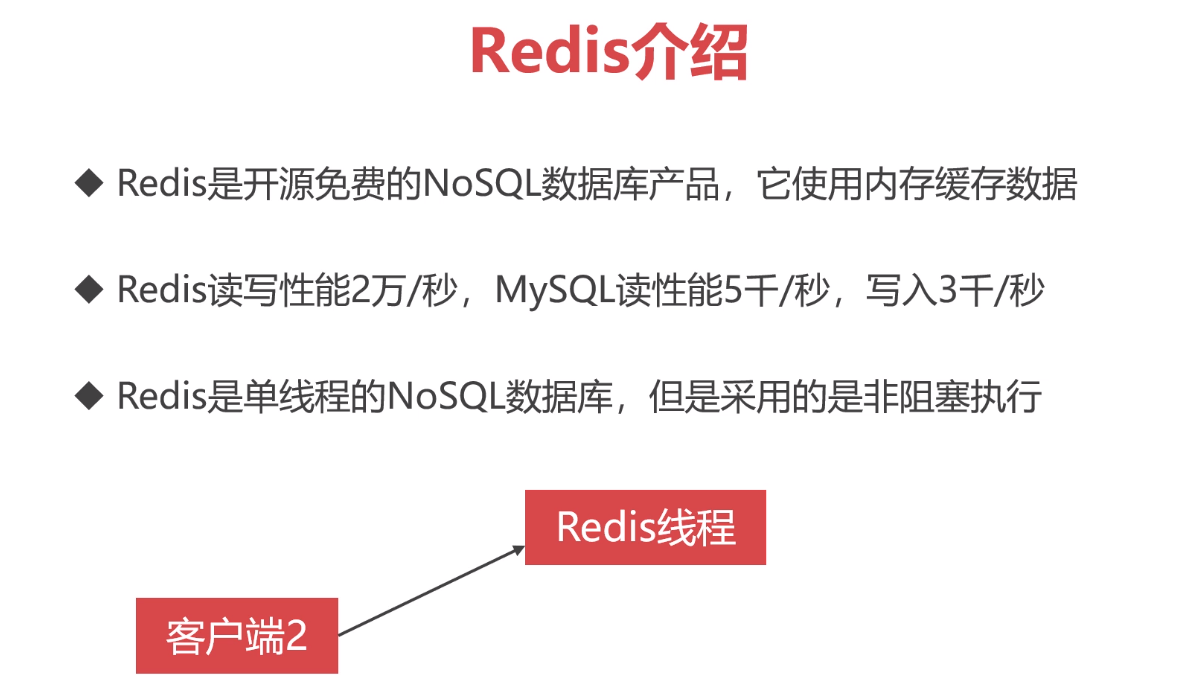 Redis介绍
Redis是开源免费的NoSQL数据库产品，它使用内存缓存数据
Redis读写性能2万/秒，MySQL读性能5千/秒，写入3千/秒
Redis是单线程的NoSQL数据库，但是采用的是非阻塞执行
Redis线程
客户端2